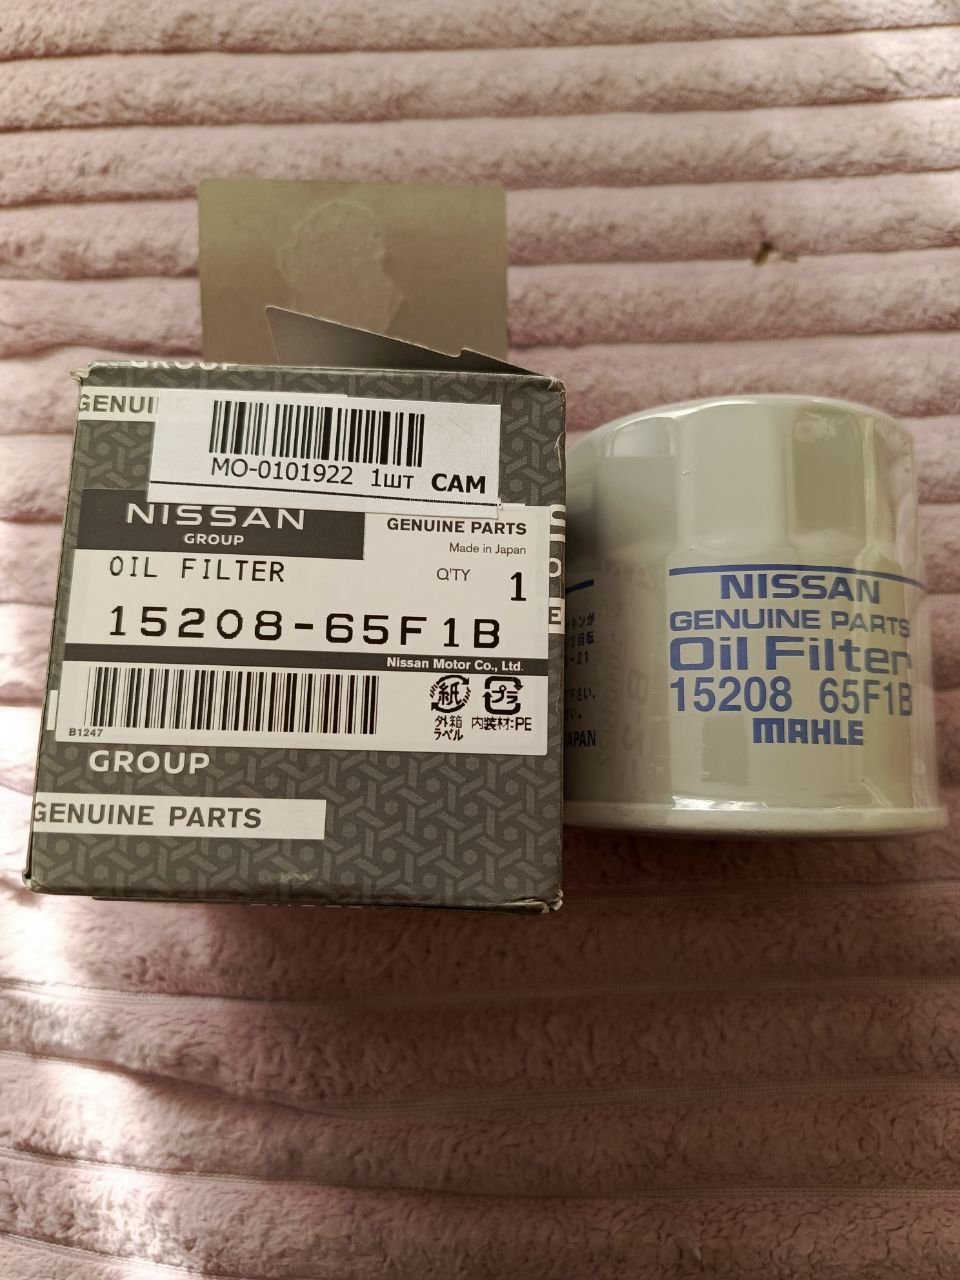 GROUP
GENUI
MO-0101922 1шт CAM
NISSAN
GROUP
GENUINE PARTS
Made in Japan
OIL FILTER
Q'TY 1
15208-65F1B
Nissan Motor Co., Ltd.
紙
プラ
外箱
ラベル
内装材:PE
B1247
GROUP
GENUINE PARTS
NISSAN
GENUINE PARTS
Oil Filter
15208 65F1B
MAHLE